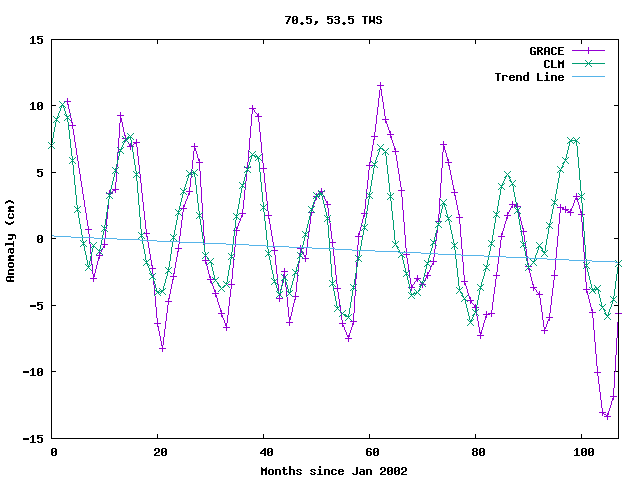 70.5, 53.5 TWS
GRACE
CLM
Trend Line
15
10
5
0
-5
-10
-15
Anomaly (cm)
0 20 40 60 80 100
Months since Jan 2002